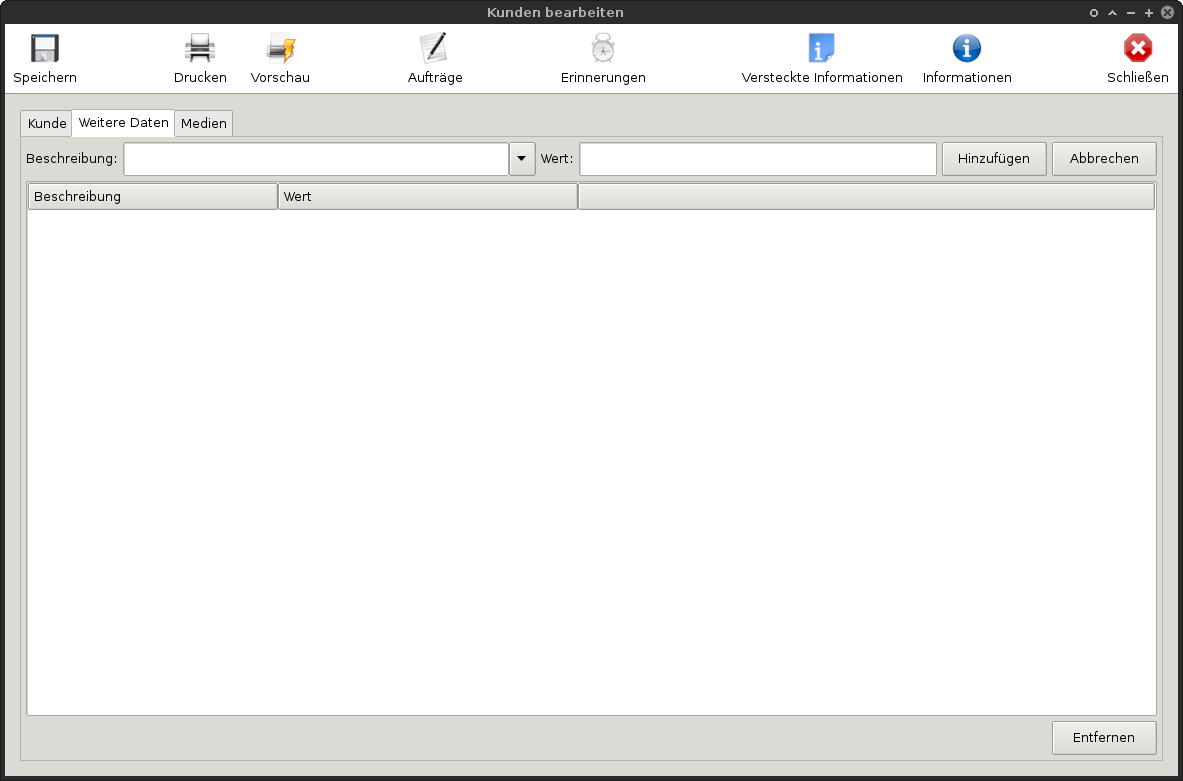 Kunden bearbeiten
Speichern Drucken Vorschau Aufträge Erinnerungen Versteckte Informationen Informationen Schließen
Kunde Weitere Daten Medien
Beschreibung: Wert: Hinzufügen Abbrechen
Beschreibung Wert
Entfernen